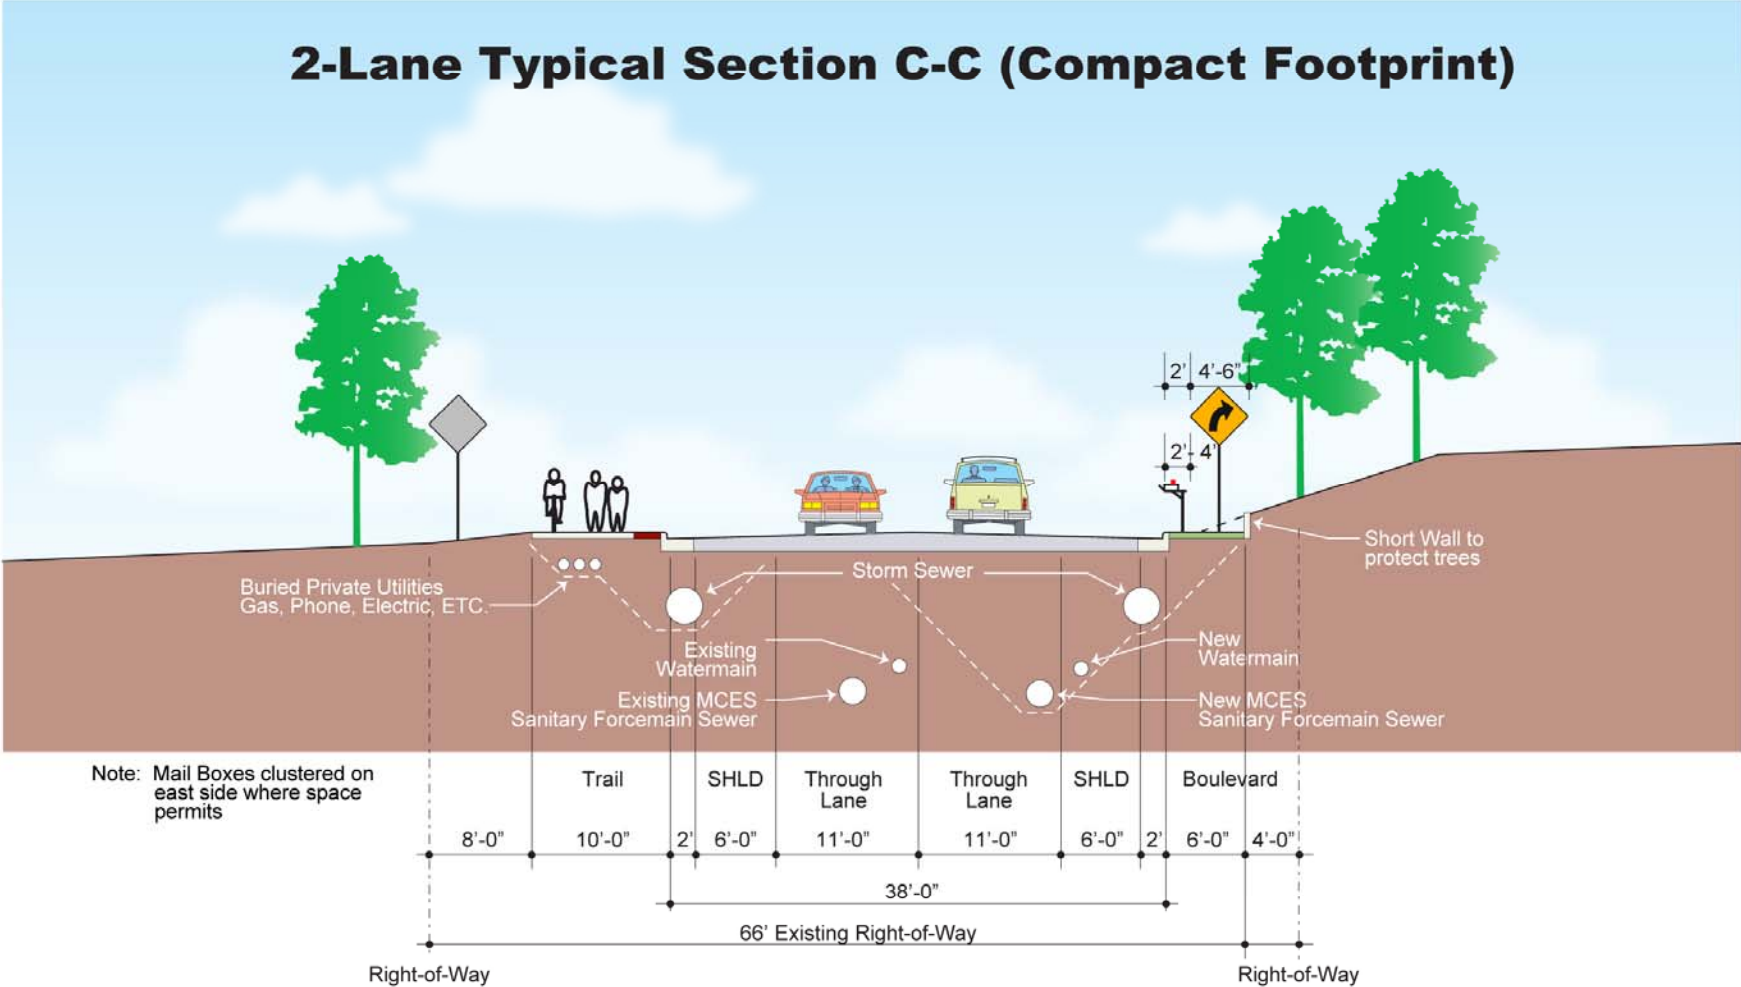 2-Lane Typical Section C-C (Compact Footprint)
2' 4'-6"
2' 4'
Short Wall to
protect trees
Buried Private Utilities
Gas, Phone, Electric, ETC.
Storm Sewer
Existing
Watermain
New
Watermain
Existing MCES
Sanitary Forcemain Sewer
New MCES
Sanitary Forcemain Sewer
Note: Mail Boxes clustered on
east side where space
permits
Trail SHLD Through Lane Through Lane SHLD Boulevard
8'-0" 10'-0" 2' 6'-0" 11'-0" 11'-0" 6'-0" 2' 6'-0" 4'-0"
38'-0"
66' Existing Right-of-Way
Right-of-Way Right-of-Way